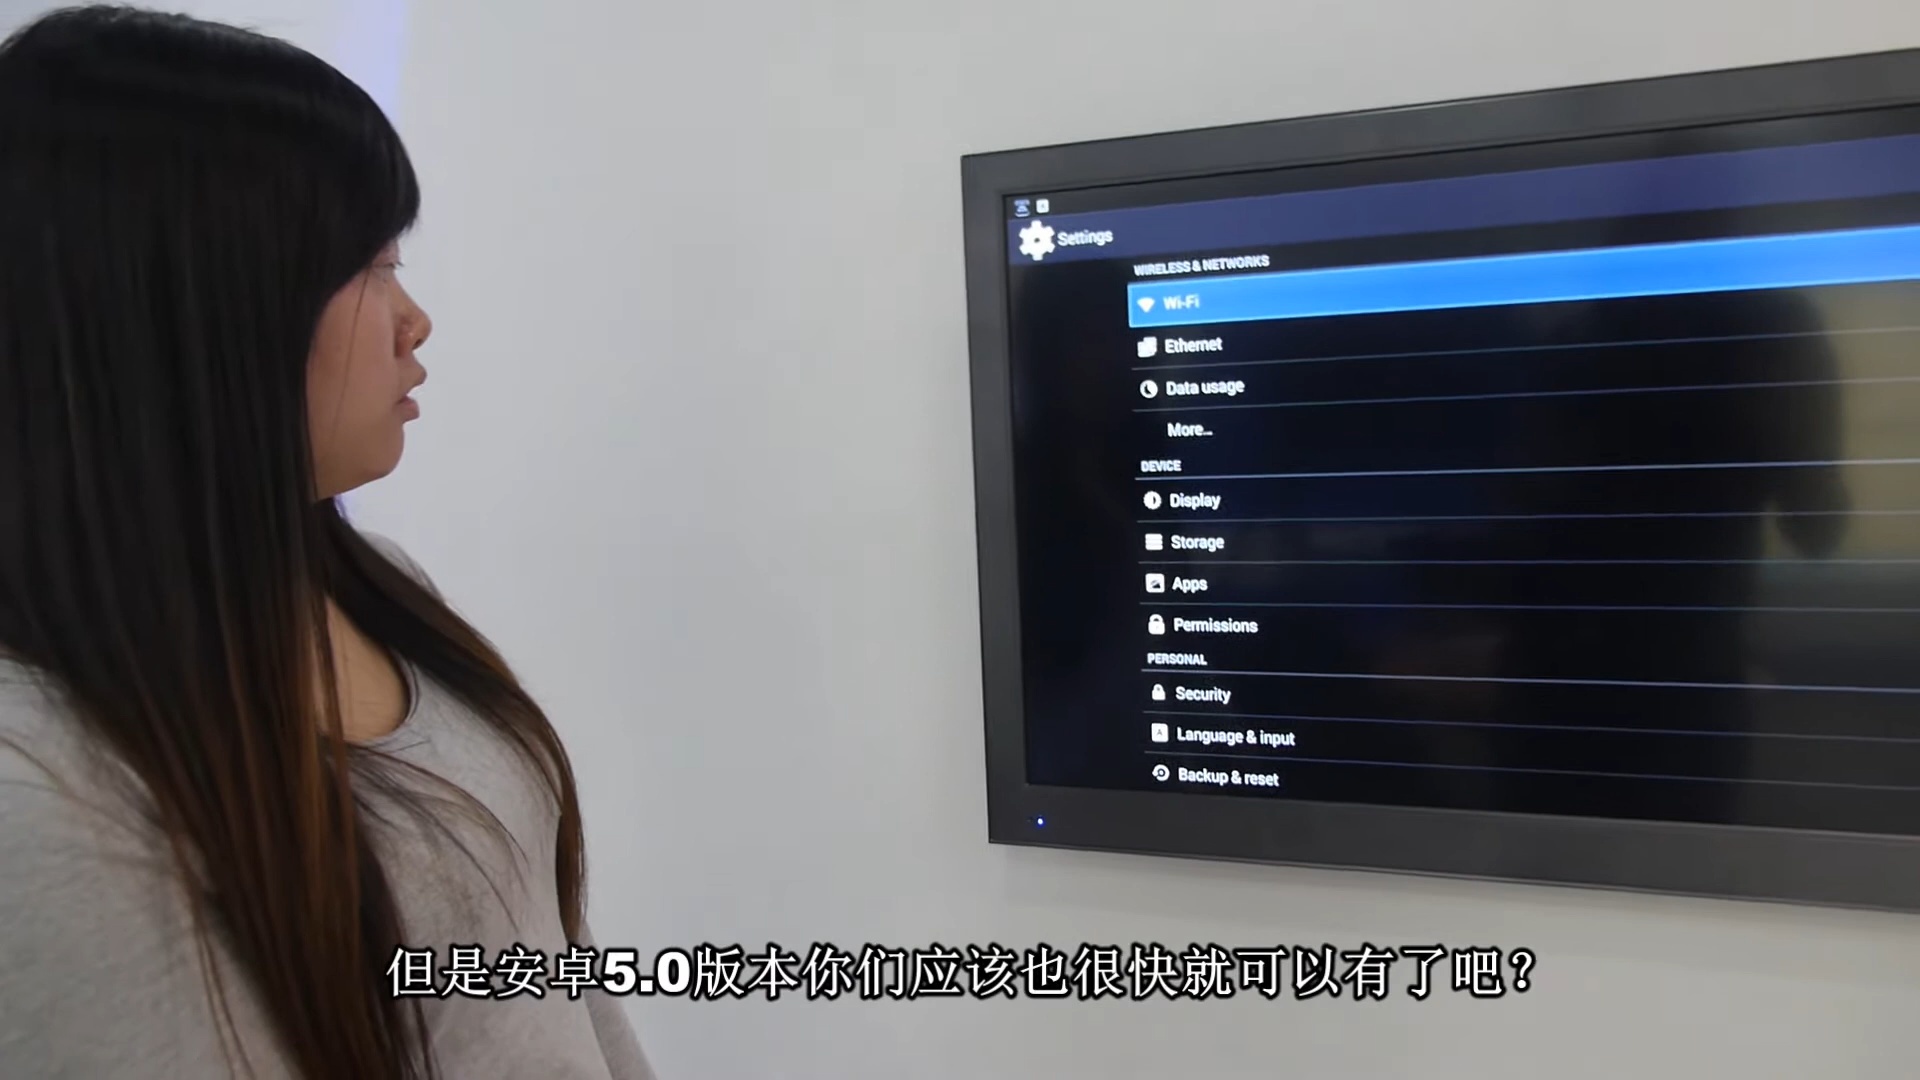 Settings
WIRELESS & NETWORKS
Wi-Fi
Ethernet
Data usage
More...
DEVICE
Display
Storage
Apps
Permissions
PERSONAL
Security
Language & input
Backup & reset
但是安卓5.0版本你们应该也很快就可以有了吧?